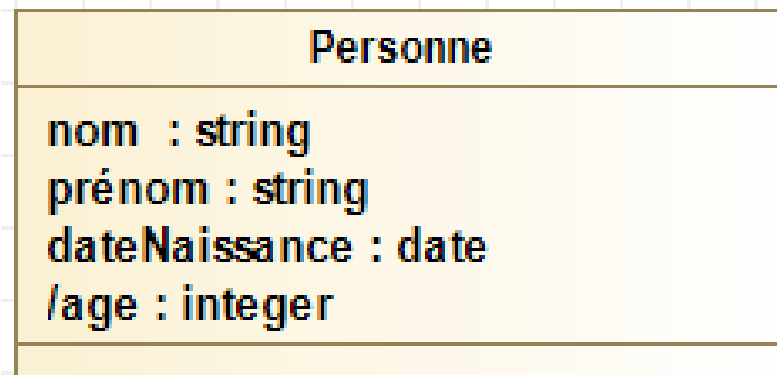 Personne
nom : string
prénom : string
dateNaissance : date
/age : integer